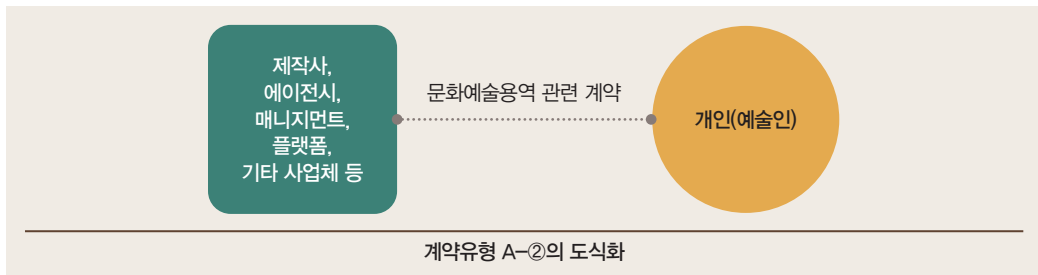 제작사,
에이전시,
매니지먼트,
플랫폼,
기타 사업체 등
문화예술용역 관련 계약
개인(예술인)
계약유형 A-②의 도식화